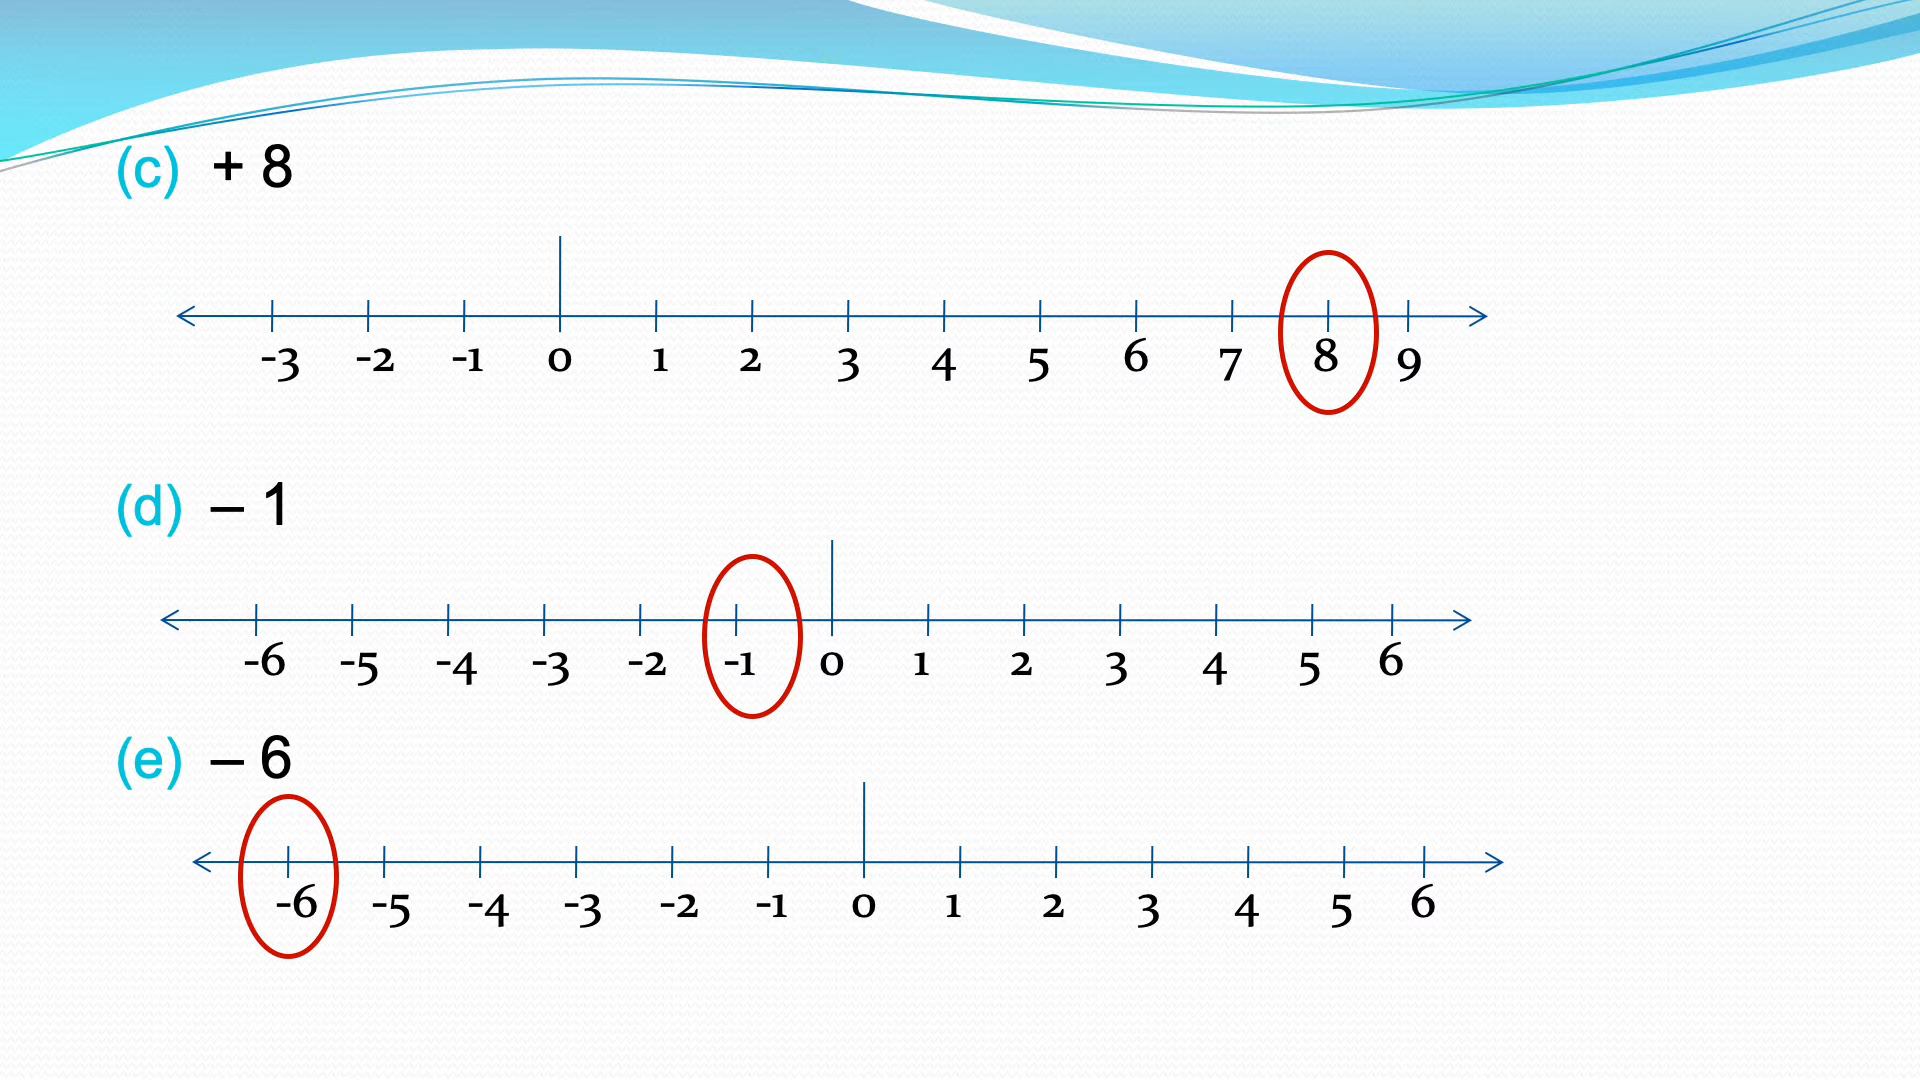 (c) + 8
-3 -2 -1 0 1 2 3 4 5 6 7 8 9
(d) – 1
-6 -5 -4 -3 -2 -1 0 1 2 3 4 5 6
(e) – 6
-6 -5 -4 -3 -2 -1 0 1 2 3 4 5 6